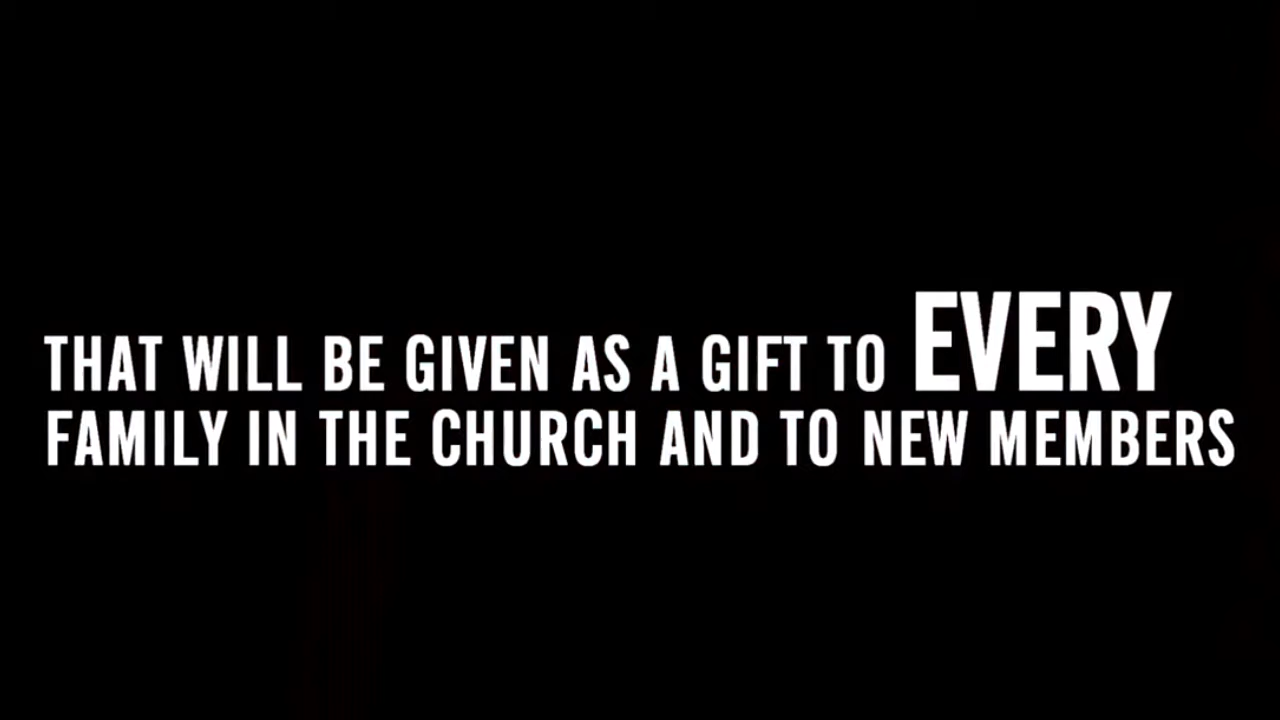 THAT WILL BE GIVEN AS A GIFT TO EVERY
FAMILY IN THE CHURCH AND TO NEW MEMBERS